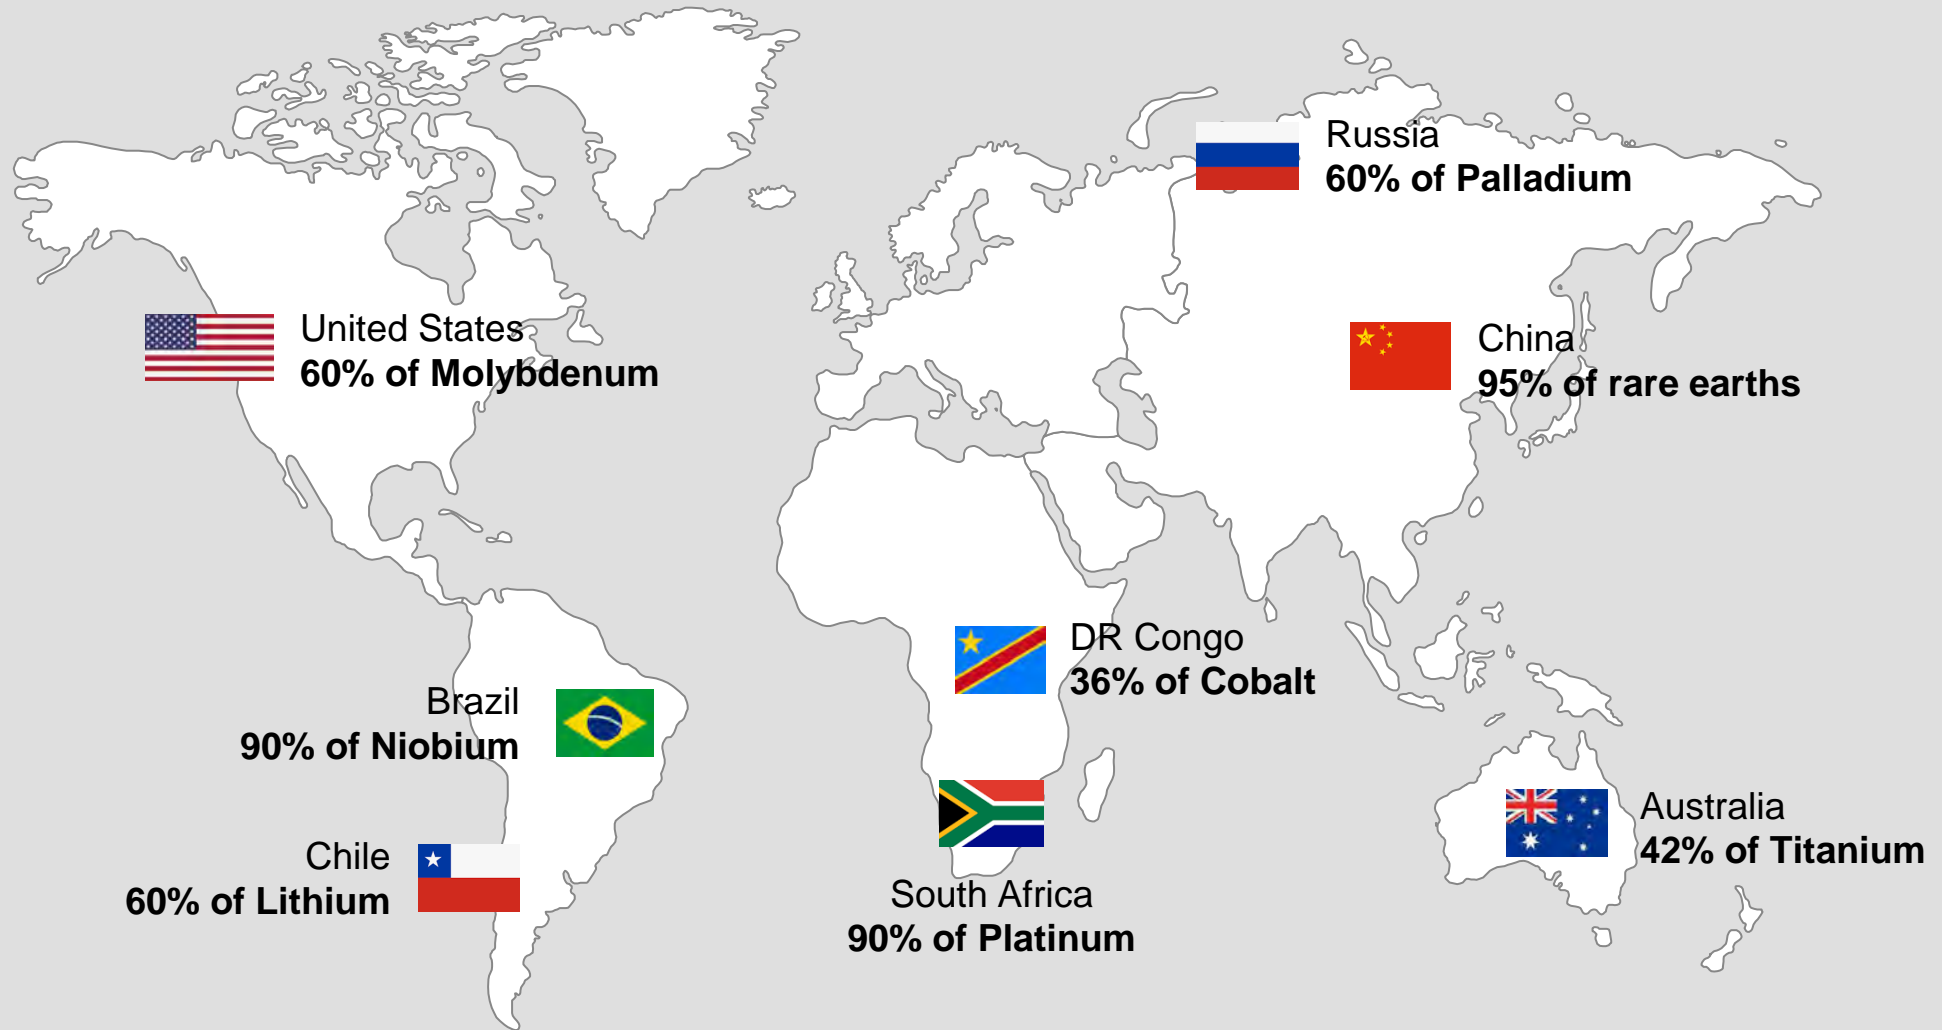 Russia
60% of Palladium
United States
60% of Molybdenum
China
95% of rare earths
DR Congo
36% of Cobalt
Brazil
90% of Niobium
Australia
42% of Titanium
Chile
60% of Lithium
South Africa
90% of Platinum